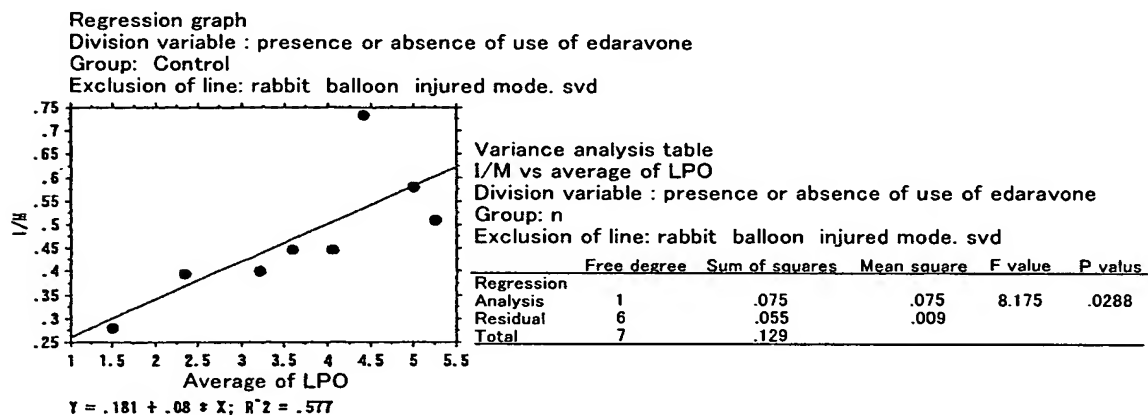 Regression graph
Division variable : presence or absence of use of edaravone
Group: Control
Exclusion of line: rabbit balloon injured mode. svd
.75
.7
.65
.6
.55
.5
.45
.4
.35
.3
.25
I/M
1 1.5 2 2.5 3 3.5 4 4.5 5 5.5
Average of LPO
Y = .181 + .08 * X; R^2 = .577
Variance analysis table
I/M vs average of LPO
Division variable : presence or absence of use of edaravone
Group: n
Exclusion of line: rabbit balloon injured mode. svd
Free degree Sum of squares Mean square F value P valus
Regression
Analysis 1 .075 .075 8.175 .0288
Residual 6 .055 .009
Total 7 .129